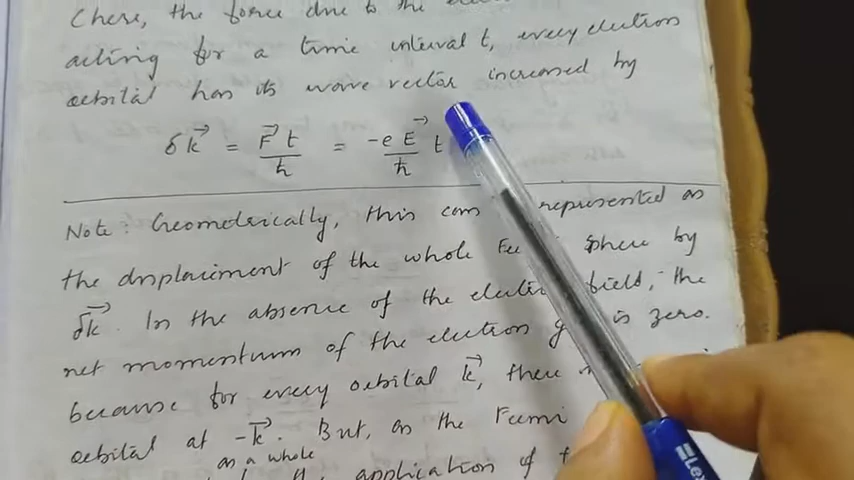 (here, the force due to the
acting for a time interval t, every electron
orbital has its wave vector increased by
δk⃗ = F⃗ t / ħ = -e E⃗ / ħ t
Note: Geometrically, this can represented as
the displacement of the whole Fe sphere by
δk⃗. In the absence of the electric field, the
net momentum of the electron g is zero.
because for every orbital k⃗, there
orbital at -k⃗. But, as the Fermi
as a whole
the application of
Le